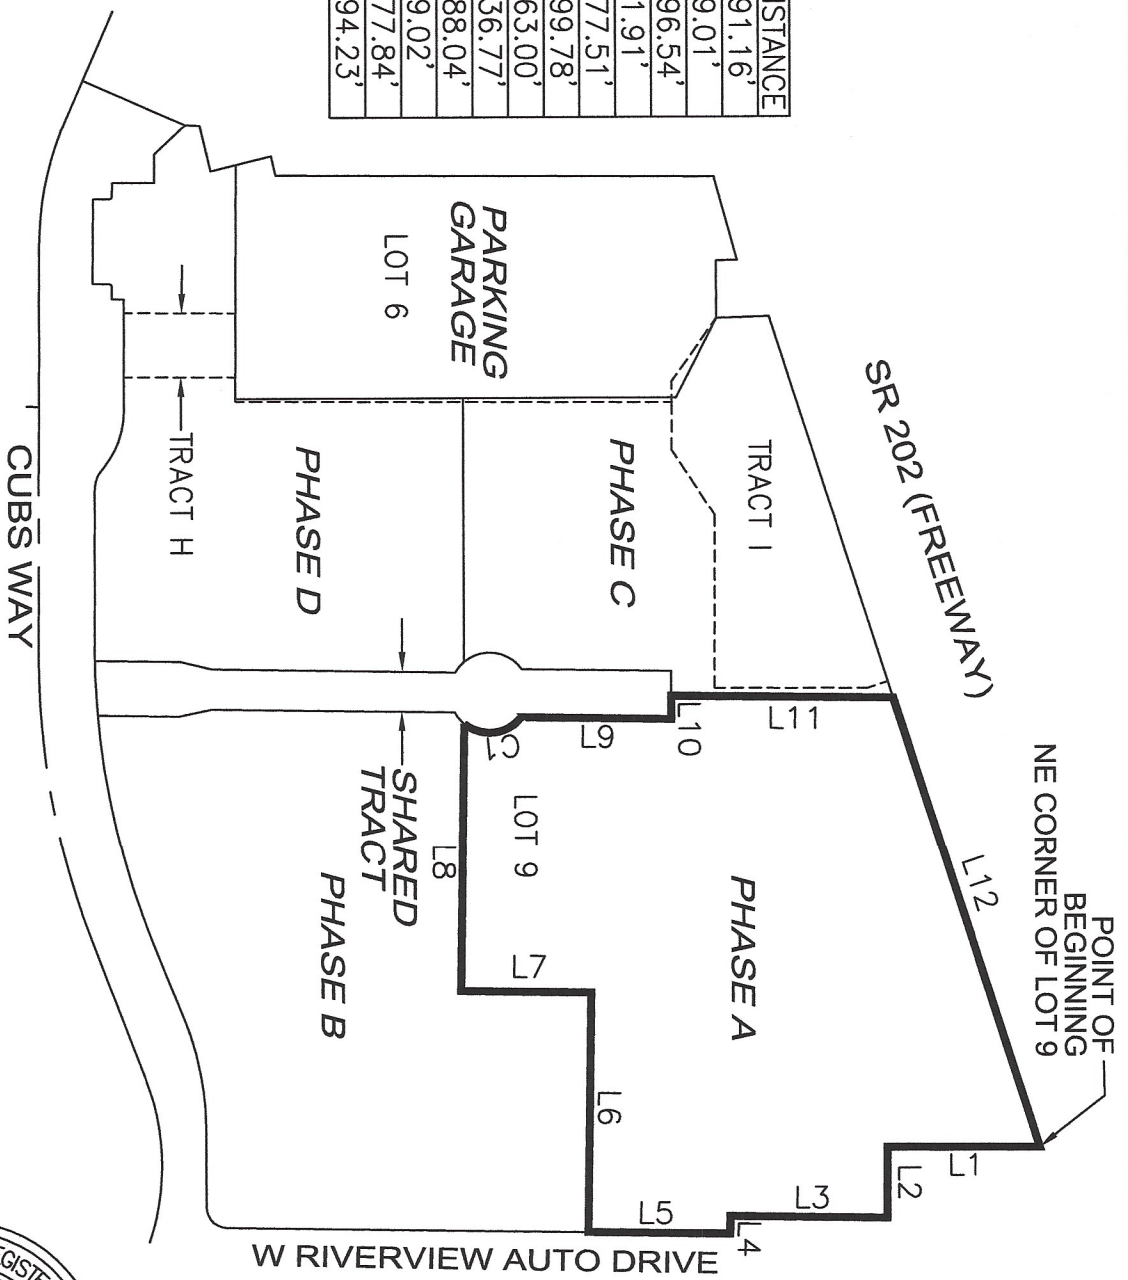 ISTANCE
91.16'
9.01'
96.54'
1.91'
77.51'
99.78'
63.00'
36.77'
88.04'
9.02'
77.84'
94.23'
SR 202 (FREEWAY)
POINT OF
BEGINNING
NE CORNER OF LOT 9
PARKING
GARAGE
LOT 6
TRACT I
PHASE C
PHASE D
TRACT H
CUBS WAY
L12
L11
L10
L9
C1
LOT 9
PHASE A
L8
SHARED
TRACT
PHASE B
L7
L6
L1
L2
L3
L4
L5
W RIVERVIEW AUTO DRIVE